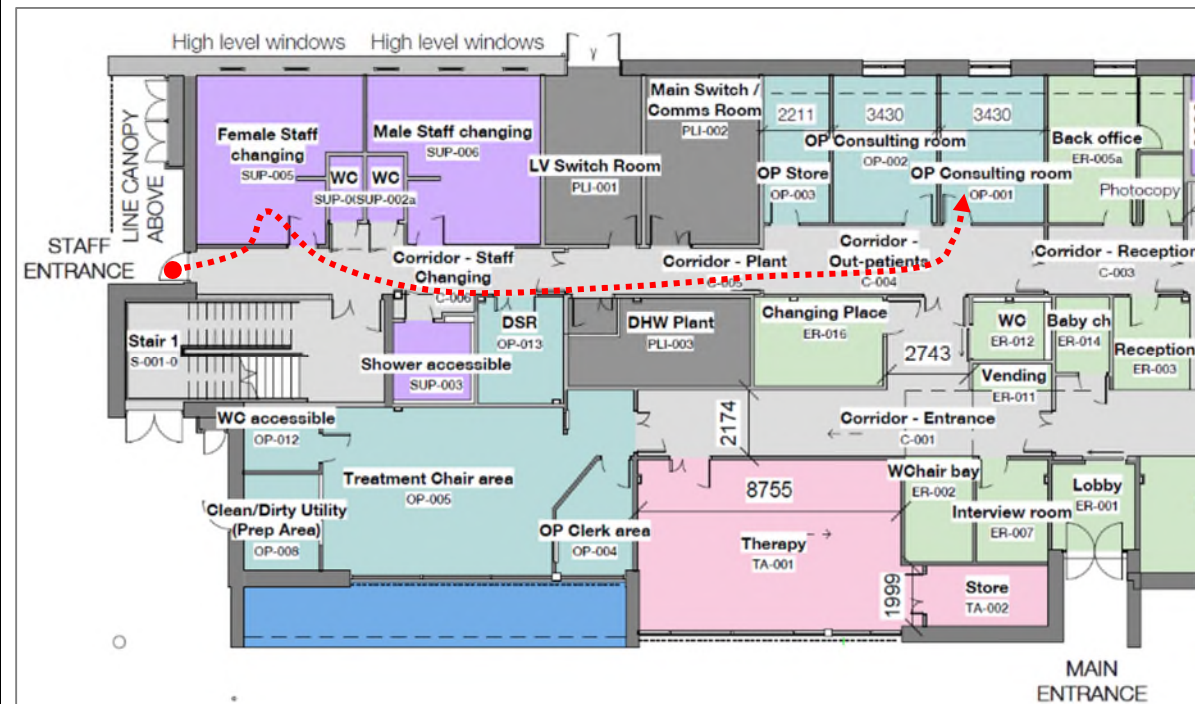 High level windows
High level windows
LINE CANOPY
ABOVE
STAFF
ENTRANCE
Female Staff
changing
SUP-005
Male Staff changing
SUP-006
WC
WC
SUP-00
SUP-002a
LV Switch Room
PLI-001
Main Switch /
Comms Room
PLI-002
2211
3430
3430
OP Store
OP-003
OP Consulting room
OP-002
OP Consulting room
OP-001
Back office
ER-005a
Photocopy
Corridor - Staff
Changing
C-006
Corridor - Plant
C-005
Corridor -
Out-patients
C-004
Corridor - Reception
C-003
Stair 1
S-001-0
Shower accessible
SUP-003
DSR
OP-013
DHW Plant
PLI-003
Changing Place
ER-016
2743
WC
ER-012
Baby ch
ER-014
Reception
ER-003
Vending
ER-011
WC accessible
OP-012
Treatment Chair area
OP-005
2174
Corridor - Entrance
C-001
Clean/Dirty Utility
(Prep Area)
OP-008
OP Clerk area
OP-004
8755
Therapy
TA-001
WChair bay
ER-002
Interview room
ER-007
Lobby
ER-001
1999
Store
TA-002
MAIN
ENTRANCE